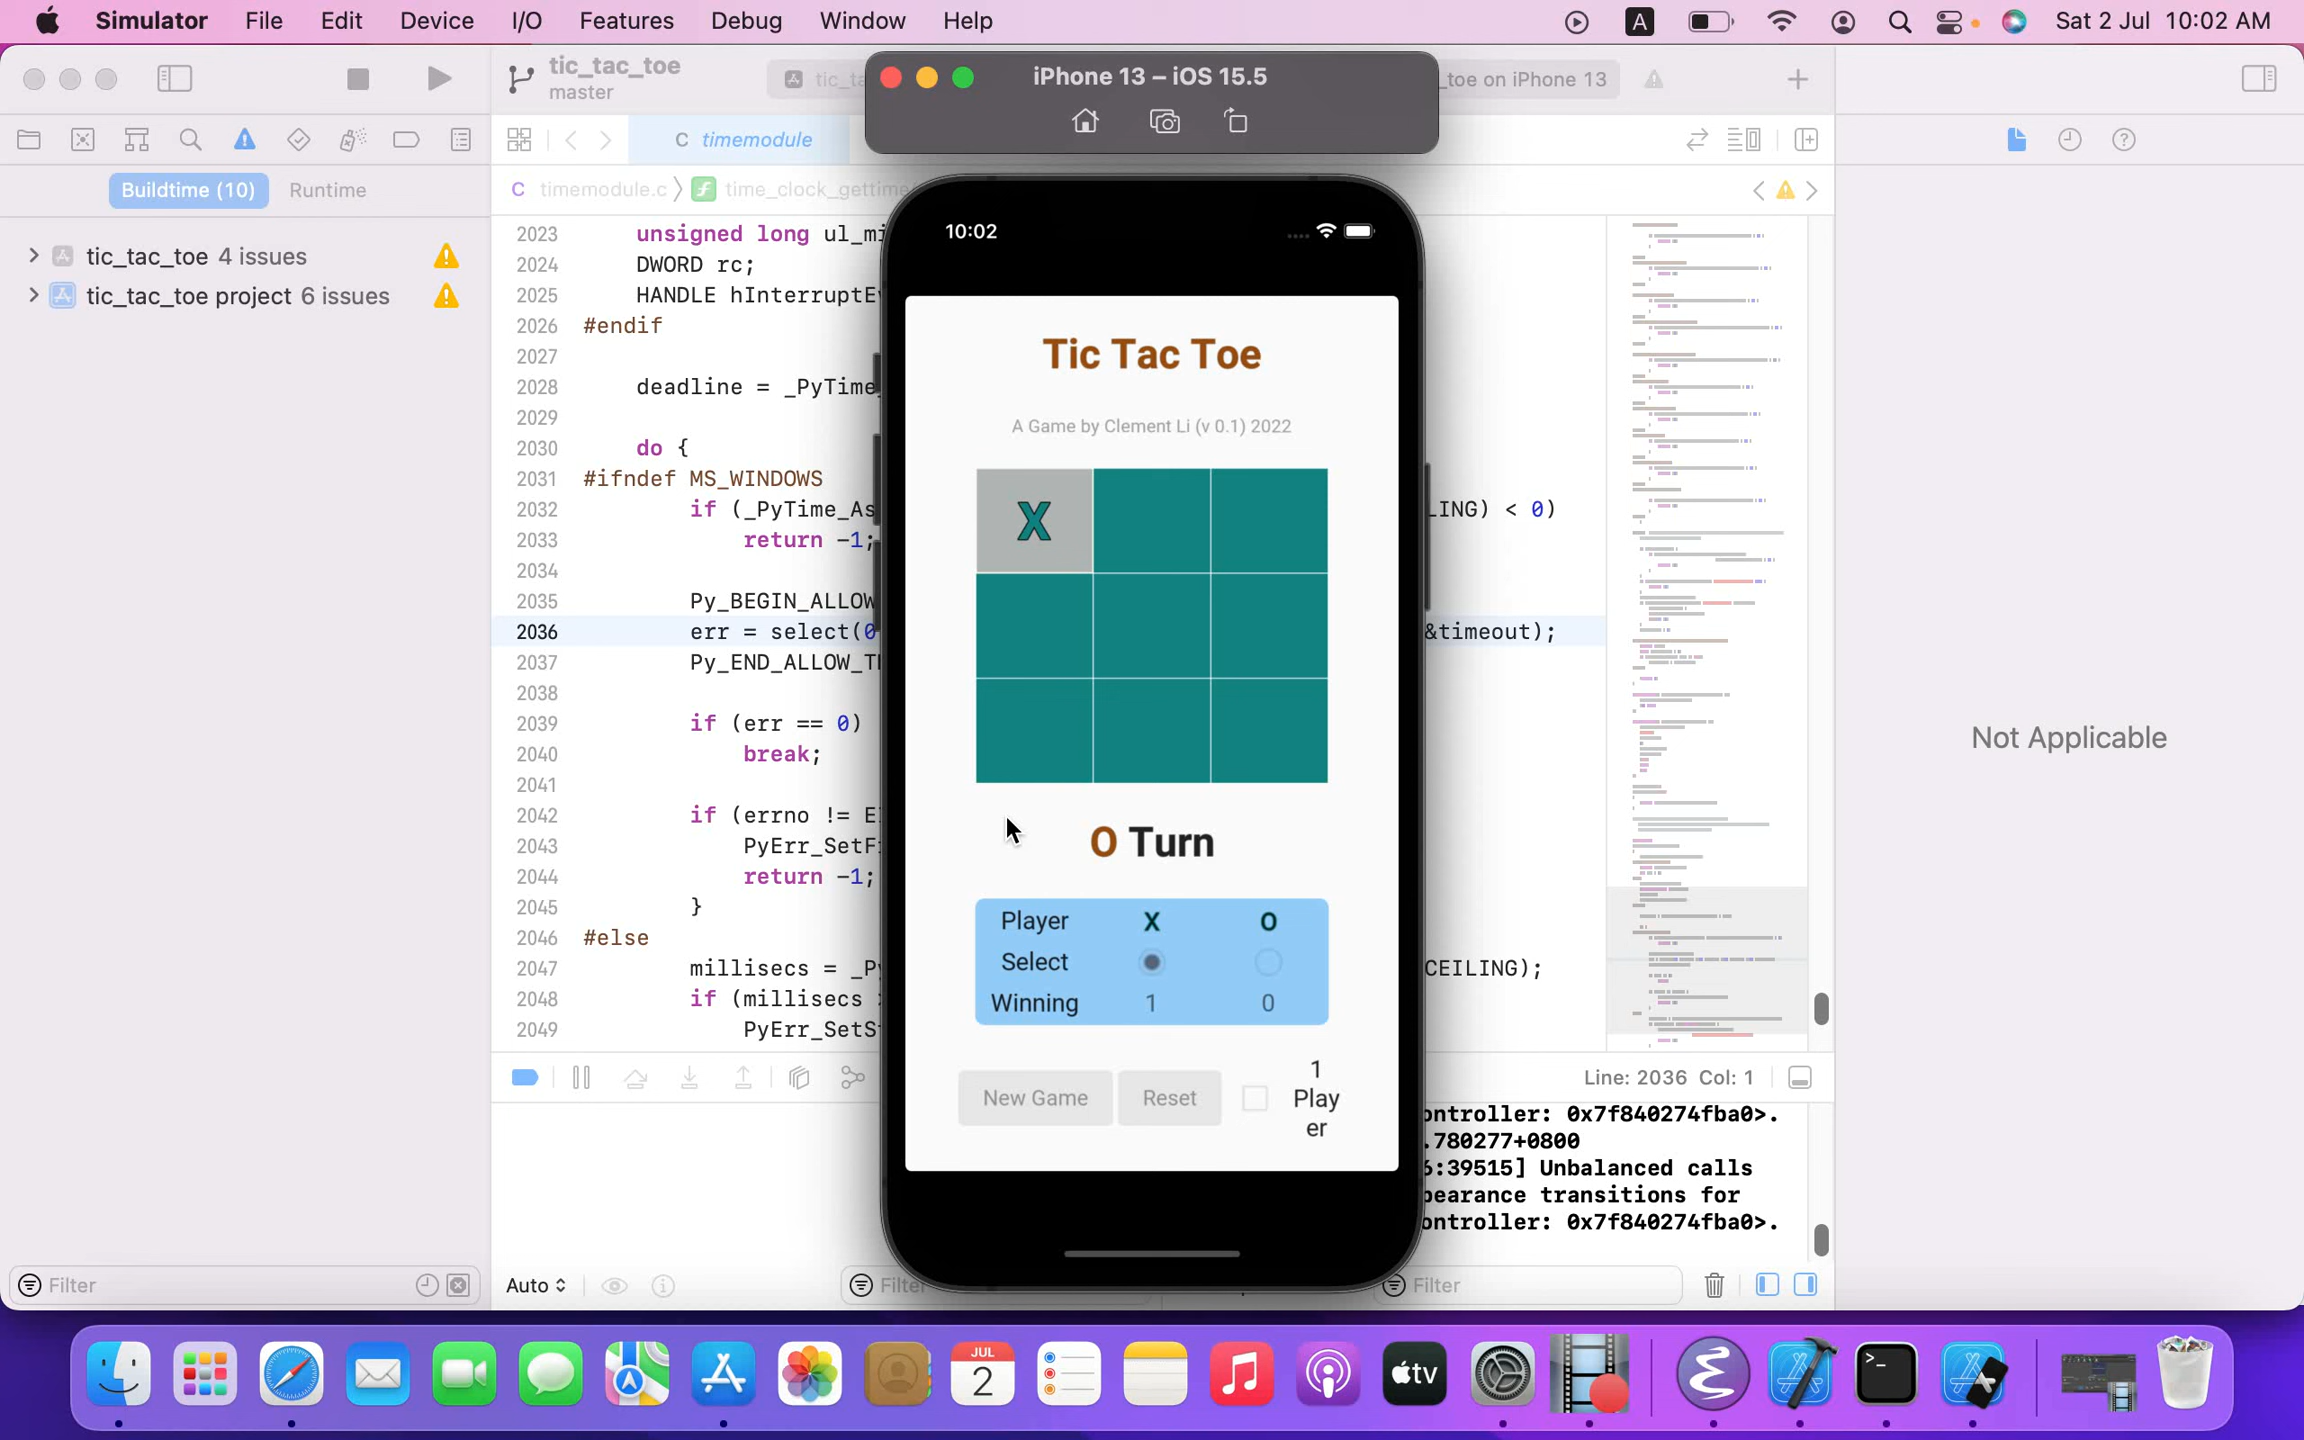 Simulator File Edit Device I/O Features Debug Window Help
A Sat 2 Jul 10:02 AM
tic_tac_toe
master
tic_ta
iPhone 13 – iOS 15.5
_toe on iPhone 13
C timemodule
Buildtime (10) Runtime
C timemodule.c f time_clock_gettime
tic_tac_toe 4 issues
tic_tac_toe project 6 issues
2023 unsigned long ul_mi
2024 DWORD rc;
2025 HANDLE hInterruptEv
2026 #endif
2027
2028 deadline = _PyTime_
2029
2030 do {
2031 #ifndef MS_WINDOWS
2032 if (_PyTime_As LING) < 0)
2033 return -1;
2034
2035 Py_BEGIN_ALLOW
2036 err = select(0 &timeout);
2037 Py_END_ALLOW_T
2038
2039 if (err == 0)
2040 break;
2041
2042 if (errno != E
2043 PyErr_SetF
2044 return -1;
2045 }
2046 #else
2047 millisecs = _Py CEILING);
2048 if (millisecs
2049 PyErr_SetS
10:02
Tic Tac Toe
A Game by Clement Li (v 0.1) 2022
X
O Turn
Player X O
Select
Winning 1 0
New Game Reset
1
Play
er
Not Applicable
Line: 2036 Col: 1
ontroller: 0x7f840274fba0>.
.780277+0800
6:39515] Unbalanced calls
pearance transitions for
ontroller: 0x7f840274fba0>.
Filter
Auto
Filter
Filter
JUL
2
tv
>_